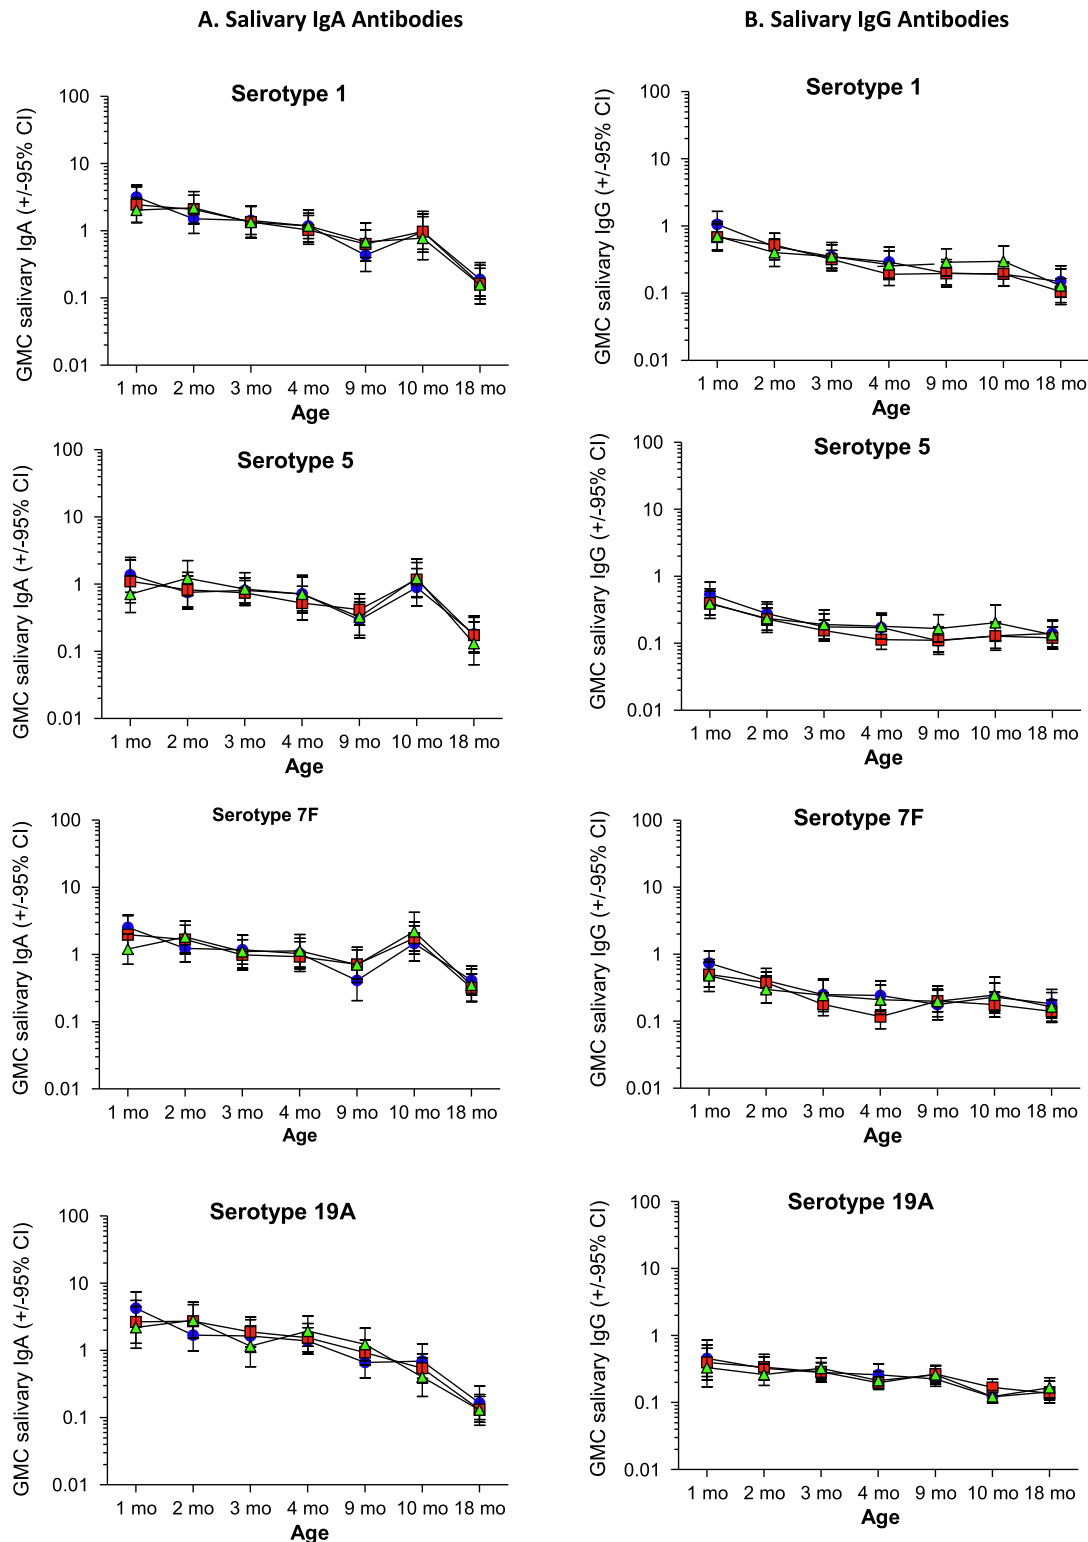 A. Salivary IgA Antibodies
B. Salivary IgG Antibodies
Serotype 1
GMC salivary IgA (+/-95% CI)
100
10
1
0.1
0.01
1 mo 2 mo 3 mo 4 mo 9 mo 10 mo 18 mo
Age
Serotype 1
GMC salivary IgG (+/-95% CI)
100
10
1
0.1
0.01
1 mo 2 mo 3 mo 4 mo 9 mo 10 mo 18 mo
Age
Serotype 5
GMC salivary IgA (+/-95% CI)
100
10
1
0.1
0.01
1 mo 2 mo 3 mo 4 mo 9 mo 10 mo 18 mo
Age
Serotype 5
GMC salivary IgG (+/-95% CI)
100
10
1
0.1
0.01
1 mo 2 mo 3 mo 4 mo 9 mo 10 mo 18 mo
Age
Serotype 7F
GMC salivary IgA (+/-95% CI)
100
10
1
0.1
0.01
1 mo 2 mo 3 mo 4 mo 9 mo 10 mo 18 mo
Age
Serotype 7F
GMC salivary IgG (+/-95% CI)
100
10
1
0.1
0.01
1 mo 2 mo 3 mo 4 mo 9 mo 10 mo 18 mo
Age
Serotype 19A
GMC salivary IgA (+/-95% CI)
100
10
1
0.1
0.01
1 mo 2 mo 3 mo 4 mo 9 mo 10 mo 18 mo
Age
Serotype 19A
GMC salivary IgG (+/-95% CI)
100
10
1
0.1
0.01
1 mo 2 mo 3 mo 4 mo 9 mo 10 mo 18 mo
Age